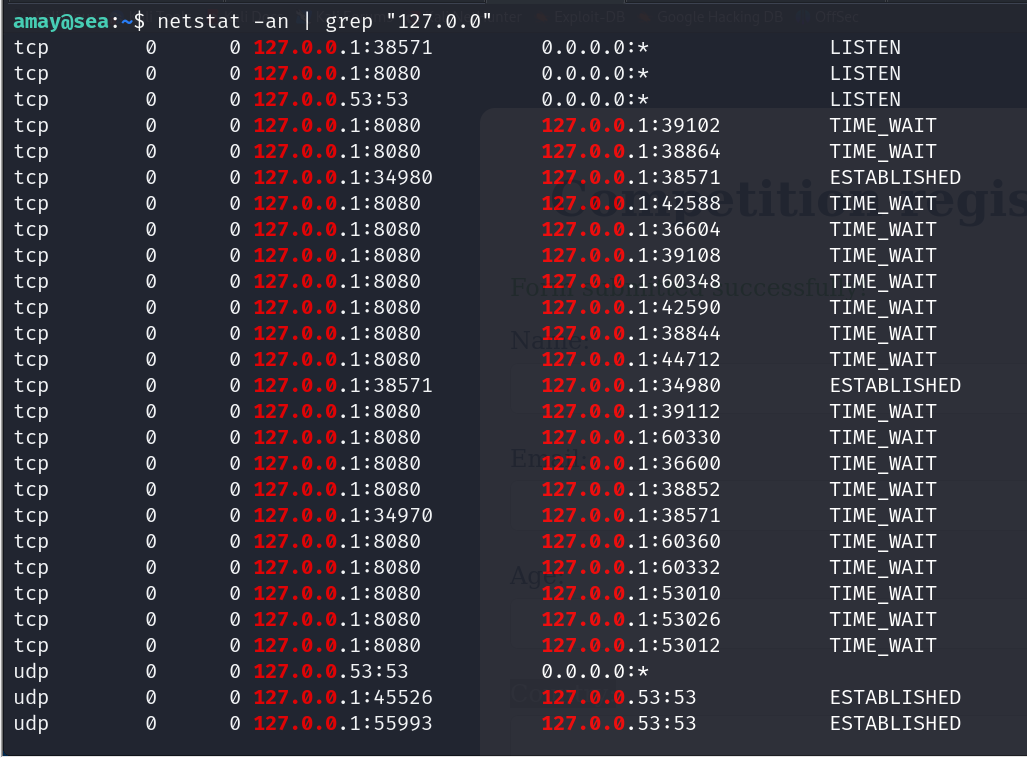 amay@sea:~$ netstat -an | grep "127.0.0"
tcp 0 0 127.0.0.1:38571 0.0.0.0:* LISTEN
tcp 0 0 127.0.0.1:8080 0.0.0.0:* LISTEN
tcp 0 0 127.0.0.53:53 0.0.0.0:* LISTEN
tcp 0 0 127.0.0.1:8080 127.0.0.1:39102 TIME_WAIT
tcp 0 0 127.0.0.1:8080 127.0.0.1:38864 TIME_WAIT
tcp 0 0 127.0.0.1:34980 127.0.0.1:38571 ESTABLISHED
tcp 0 0 127.0.0.1:8080 127.0.0.1:42588 TIME_WAIT
tcp 0 0 127.0.0.1:8080 127.0.0.1:36604 TIME_WAIT
tcp 0 0 127.0.0.1:8080 127.0.0.1:39108 TIME_WAIT
tcp 0 0 127.0.0.1:8080 127.0.0.1:60348 TIME_WAIT
tcp 0 0 127.0.0.1:8080 127.0.0.1:42590 TIME_WAIT
tcp 0 0 127.0.0.1:8080 127.0.0.1:38844 TIME_WAIT
tcp 0 0 127.0.0.1:8080 127.0.0.1:44712 TIME_WAIT
tcp 0 0 127.0.0.1:38571 127.0.0.1:34980 ESTABLISHED
tcp 0 0 127.0.0.1:8080 127.0.0.1:39112 TIME_WAIT
tcp 0 0 127.0.0.1:8080 127.0.0.1:60330 TIME_WAIT
tcp 0 0 127.0.0.1:8080 127.0.0.1:36600 TIME_WAIT
tcp 0 0 127.0.0.1:8080 127.0.0.1:38852 TIME_WAIT
tcp 0 0 127.0.0.1:34970 127.0.0.1:38571 TIME_WAIT
tcp 0 0 127.0.0.1:8080 127.0.0.1:60360 TIME_WAIT
tcp 0 0 127.0.0.1:8080 127.0.0.1:60332 TIME_WAIT
tcp 0 0 127.0.0.1:8080 127.0.0.1:53010 TIME_WAIT
tcp 0 0 127.0.0.1:8080 127.0.0.1:53026 TIME_WAIT
tcp 0 0 127.0.0.1:8080 127.0.0.1:53012 TIME_WAIT
udp 0 0 127.0.0.53:53 0.0.0.0:*
udp 0 0 127.0.0.1:45526 127.0.0.53:53 ESTABLISHED
udp 0 0 127.0.0.1:55993 127.0.0.53:53 ESTABLISHED
Exploit-DB Google Hacking DB OffSec
Competition
Name:
Email:
Age: